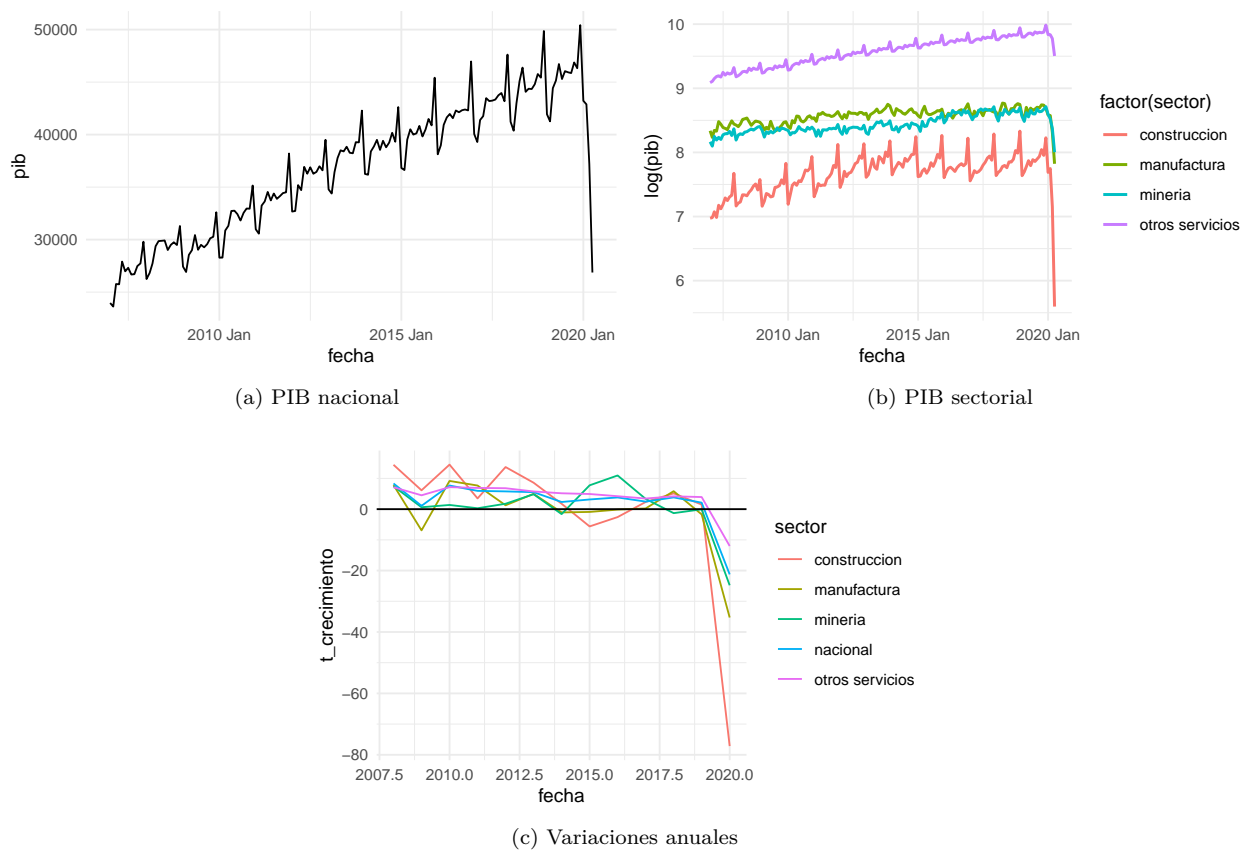 50000
40000
30000
pib
2010 Jan
2015 Jan
2020 Jan
fecha
(a) PIB nacional
10
9
8
7
6
log(pib)
2010 Jan
2015 Jan
2020 Jan
fecha
factor(sector)
construccion
manufactura
mineria
otros servicios
(b) PIB sectorial
0
−20
−40
−60
−80
t_crecimiento
2007.5
2010.0
2012.5
2015.0
2017.5
2020.0
fecha
sector
construccion
manufactura
mineria
nacional
otros servicios
(c) Variaciones anuales